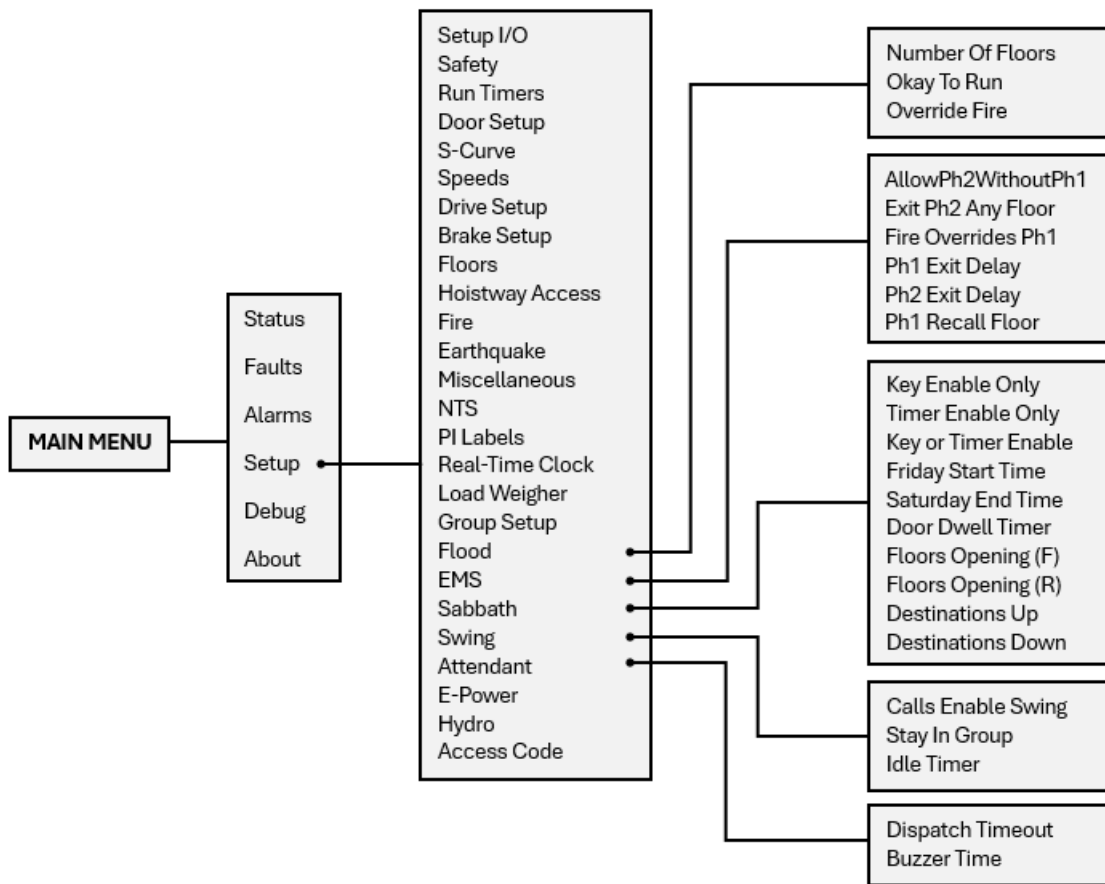 MAIN MENU
Status
Faults
Alarms
Setup
Debug
About
Setup I/O
Safety
Run Timers
Door Setup
S-Curve
Speeds
Drive Setup
Brake Setup
Floors
Hoistway Access
Fire
Earthquake
Miscellaneous
NTS
PI Labels
Real-Time Clock
Load Weigher
Group Setup
Flood
EMS
Sabbath
Swing
Attendant
E-Power
Hydro
Access Code
Number Of Floors
Okay To Run
Override Fire
AllowPh2WithoutPh1
Exit Ph2 Any Floor
Fire Overrides Ph1
Ph1 Exit Delay
Ph2 Exit Delay
Ph1 Recall Floor
Key Enable Only
Timer Enable Only
Key or Timer Enable
Friday Start Time
Saturday End Time
Door Dwell Timer
Floors Opening (F)
Floors Opening (R)
Destinations Up
Destinations Down
Calls Enable Swing
Stay In Group
Idle Timer
Dispatch Timeout
Buzzer Time